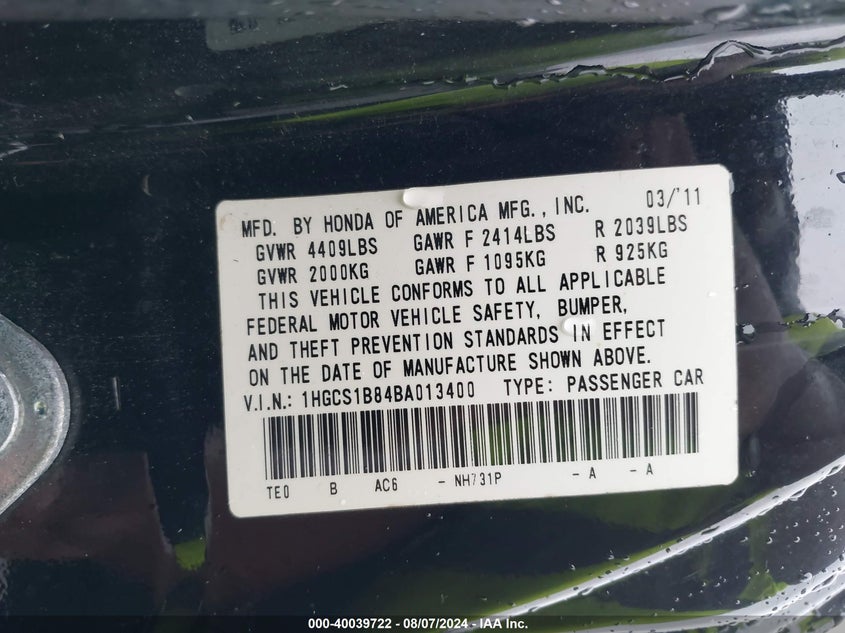 MFD. BY HONDA OF AMERICA MFG., INC. 03/'11
GVWR 4409LBS GAWR F 2414LBS R 2039LBS
GVWR 2000KG GAWR F 1095KG R 925KG
THIS VEHICLE CONFORMS TO ALL APPLICABLE
FEDERAL MOTOR VEHICLE SAFETY, BUMPER,
AND THEFT PREVENTION STANDARDS IN EFFECT
ON THE DATE OF MANUFACTURE SHOWN ABOVE.
V.I.N.: 1HGCS1B84BA013400 TYPE: PASSENGER CAR
TE0 B AC6 - NH731P - A - A
000-40039722 - 08/07/2024 - IAA Inc.